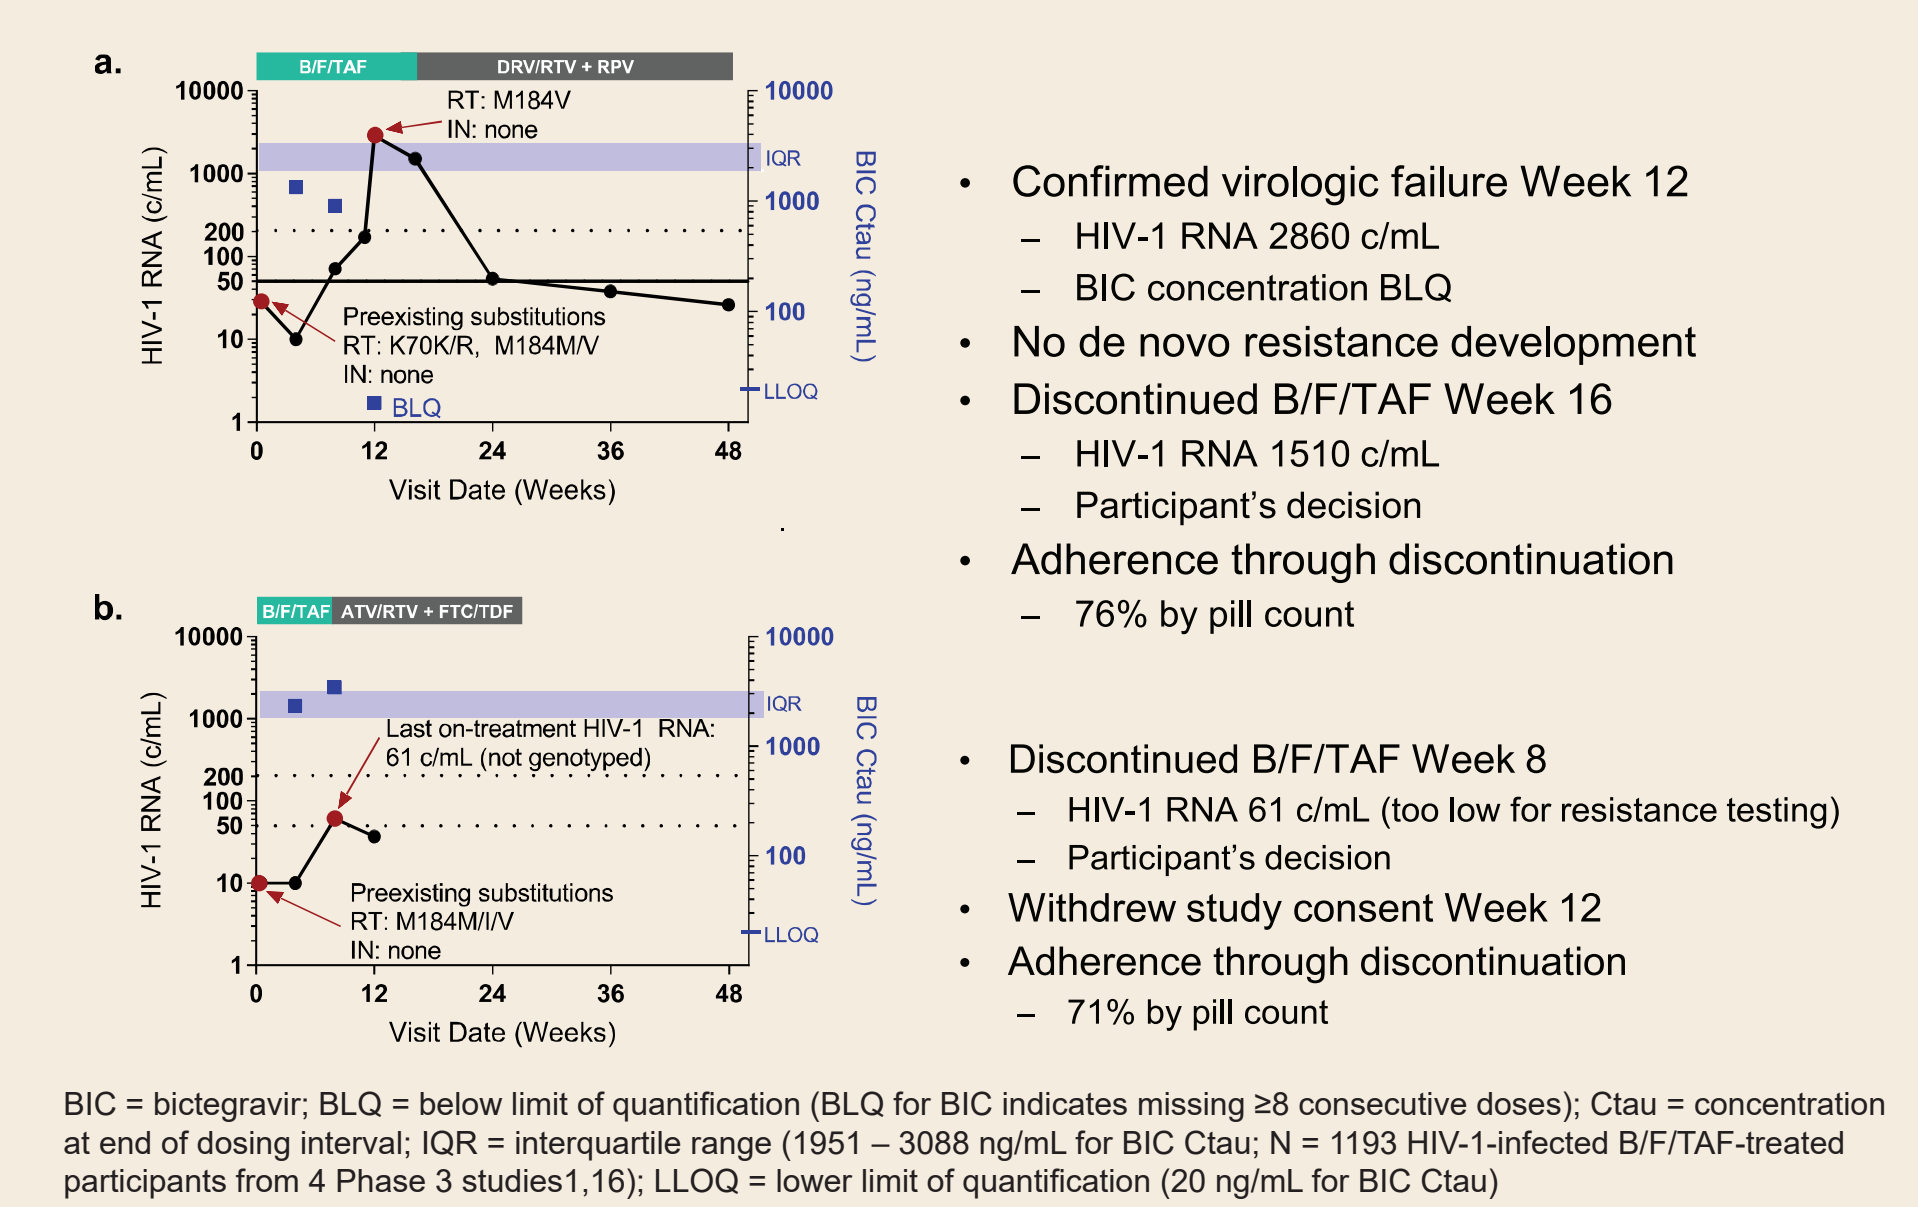 a.
B/F/TAF
DRV/RTV + RPV
10000
1000
200
100
50
10
1
HIV-1 RNA (c/mL)
RT: M184V
IN: none
Preexisting substitutions
RT: K70K/R, M184M/V
IN: none
BLQ
10000
IQR
1000
100
LLOQ
BIC Ctau (ng/mL)
0 12 24 36 48
Visit Date (Weeks)
• Confirmed virologic failure Week 12
– HIV-1 RNA 2860 c/mL
– BIC concentration BLQ
• No de novo resistance development
• Discontinued B/F/TAF Week 16
– HIV-1 RNA 1510 c/mL
– Participant's decision
• Adherence through discontinuation
– 76% by pill count
b.
B/F/TAF
ATV/RTV + FTC/TDF
10000
1000
200
100
50
10
1
HIV-1 RNA (c/mL)
Last on-treatment HIV-1 RNA:
61 c/mL (not genotyped)
Preexisting substitutions
RT: M184M/I/V
IN: none
10000
IQR
1000
100
LLOQ
BIC Ctau (ng/mL)
0 12 24 36 48
Visit Date (Weeks)
• Discontinued B/F/TAF Week 8
– HIV-1 RNA 61 c/mL (too low for resistance testing)
– Participant's decision
• Withdrew study consent Week 12
• Adherence through discontinuation
– 71% by pill count
BIC = bictegravir; BLQ = below limit of quantification (BLQ for BIC indicates missing ≥8 consecutive doses); Ctau = concentration
at end of dosing interval; IQR = interquartile range (1951 – 3088 ng/mL for BIC Ctau; N = 1193 HIV-1-infected B/F/TAF-treated
participants from 4 Phase 3 studies1,16); LLOQ = lower limit of quantification (20 ng/mL for BIC Ctau)